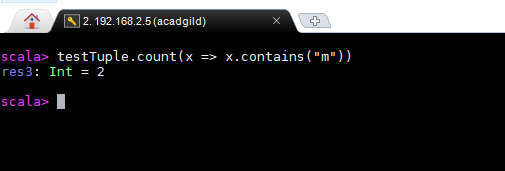 2. 192.168.2.5 (acadgild)
scala> testTuple.count(x => x.contains("m"))
res3: Int = 2
scala>